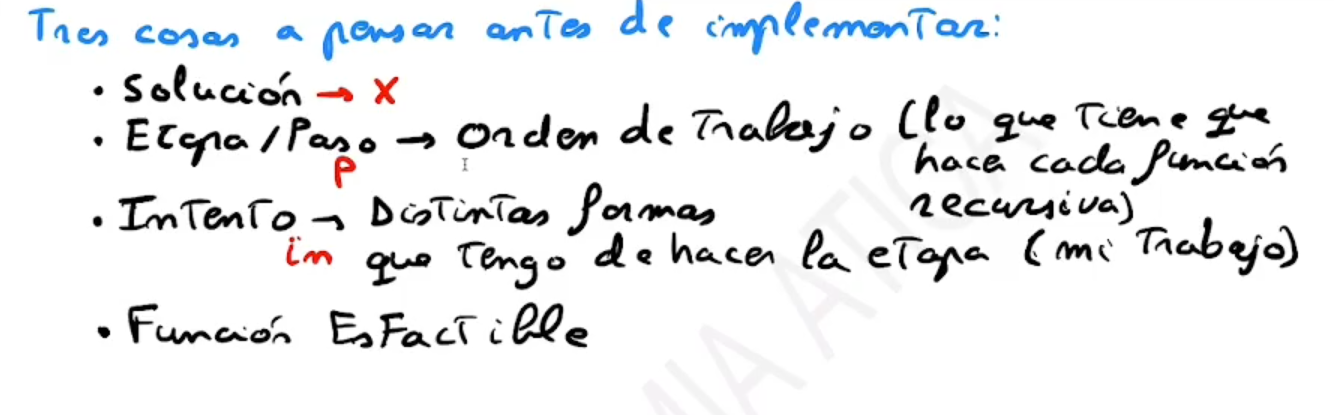 Tres cosas a pensar antes de implementar:
• Solución → X
• Etapa/Paso → Orden de Trabajo (lo que tiene que
P
hacer cada función
recursiva)
• Intento → Distintas formas
in que tengo de hacer la etapa (mi Trabajo)
• Función EsFactible
MIA ATICA